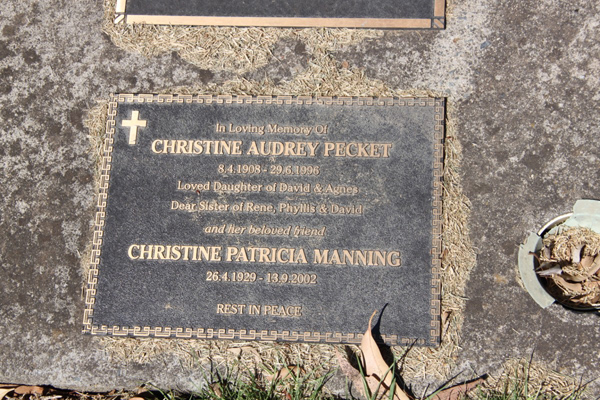 In Loving Memory Of
CHRISTINE AUDREY PECKET
8.4.1908 - 29.6.1996
Loved Daughter of David & Agnes
Dear Sister of Rene, Phyllis & David
and her beloved friend
CHRISTINE PATRICIA MANNING
26.4.1929 - 13.9.2002
REST IN PEACE